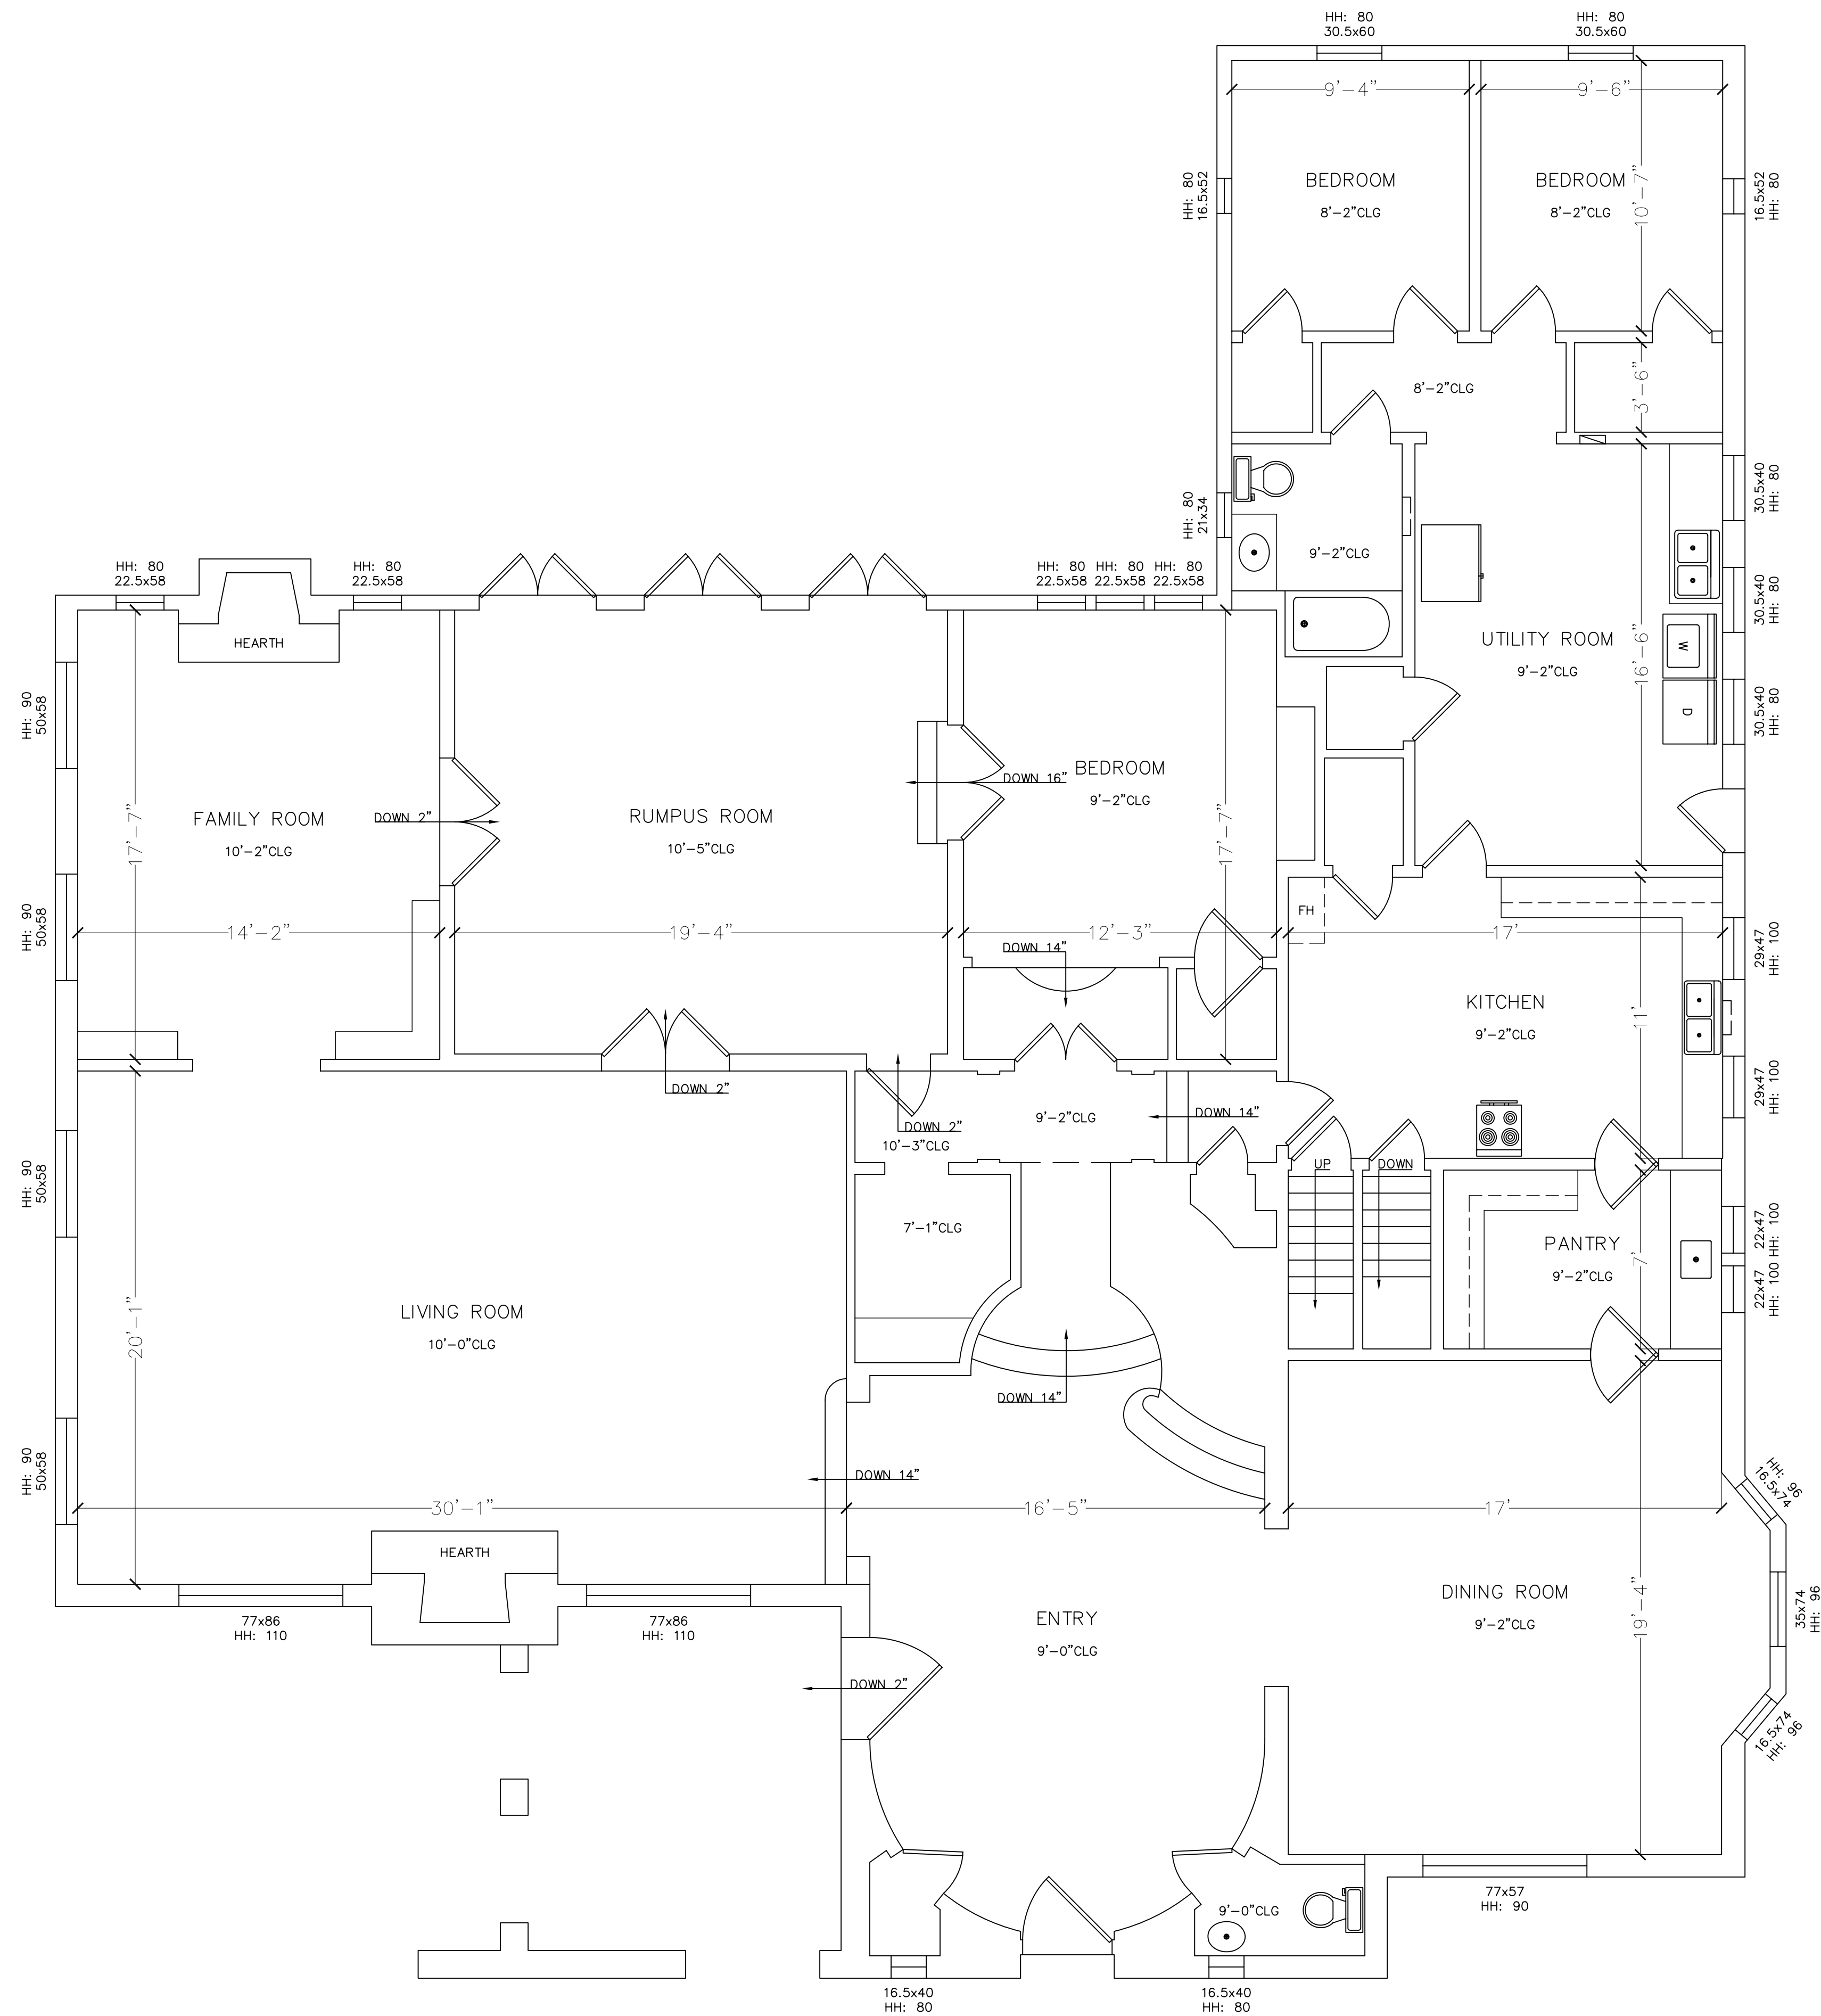 HH: 80
30.5x60
HH: 80
30.5x60
9'-4"
9'-6"
BEDROOM
8'-2"CLG
BEDROOM
8'-2"CLG
10'-7"
HH: 80
16.5x52
16.5x52
HH: 80
8'-2"CLG
3'-6"
30.5x40
HH: 80
HH: 80
21x34
9'-2"CLG
30.5x40
HH: 80
HH: 80
22.5x58
HEARTH
HH: 80
22.5x58
HH: 80
22.5x58
HH: 80
22.5x58
HH: 80
22.5x58
UTILITY ROOM
9'-2"CLG
16'-6"
W
D
30.5x40
HH: 80
HH: 90
50x58
FAMILY ROOM
10'-2"CLG
17'-7"
DOWN 2"
RUMPUS ROOM
10'-5"CLG
DOWN 16"
BEDROOM
9'-2"CLG
17'-7"
HH: 90
50x58
14'-2"
19'-4"
12'-3"
17'
FH
DOWN 14"
29x47
HH: 100
KITCHEN
9'-2"CLG
11'
29x47
HH: 100
DOWN 2"
DOWN 2"
10'-3"CLG
9'-2"CLG
DOWN 14"
HH: 90
50x58
UP
DOWN
7'-1"CLG
PANTRY
9'-2"CLG
7'
22x47
HH: 100
22x47
HH: 100
LIVING ROOM
10'-0"CLG
20'-1"
DOWN 14"
HH: 90
50x58
DOWN 14"
30'-1"
16'-5"
17'
HH: 96
16.5x74
HEARTH
77x86
HH: 110
77x86
HH: 110
ENTRY
9'-0"CLG
DINING ROOM
9'-2"CLG
19'-4"
35x74
HH: 96
DOWN 2"
16.5x74
HH: 96
77x57
HH: 90
9'-0"CLG
16.5x40
HH: 80
16.5x40
HH: 80